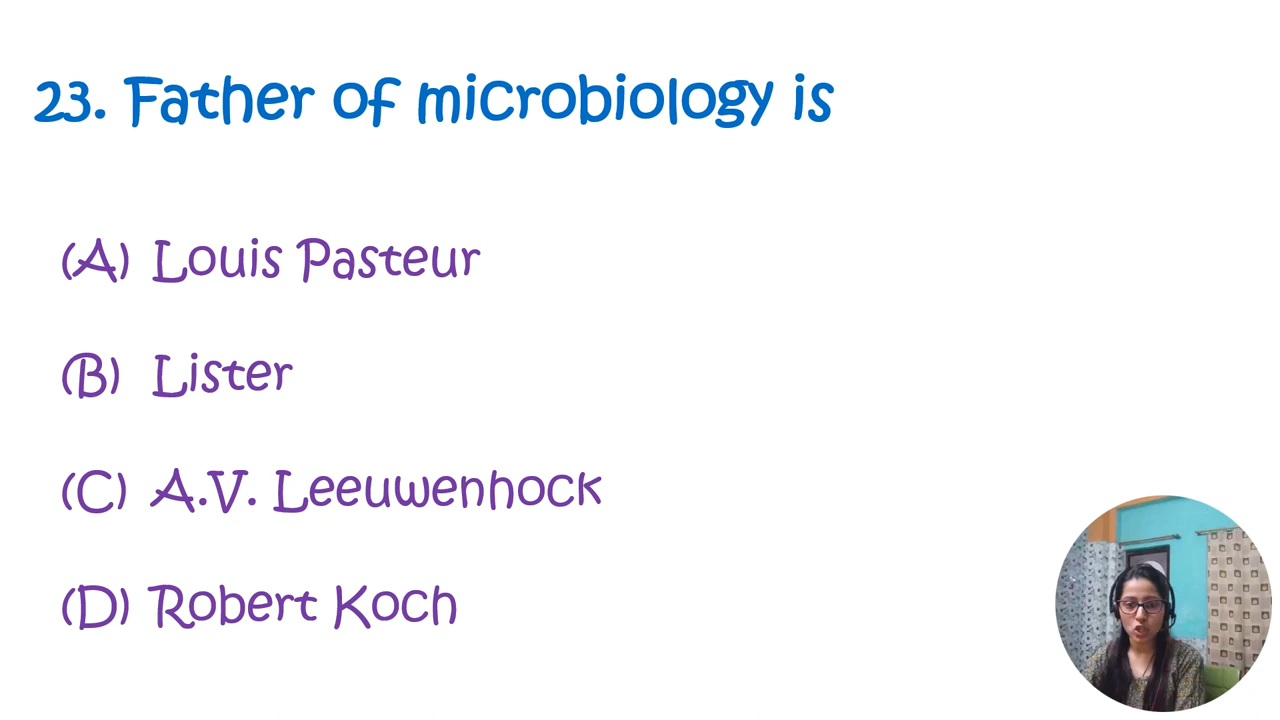 23. Father of microbiology is
(A) Louis Pasteur
(B) Lister
(C) A.V. Leeuwenhock
(D) Robert Koch